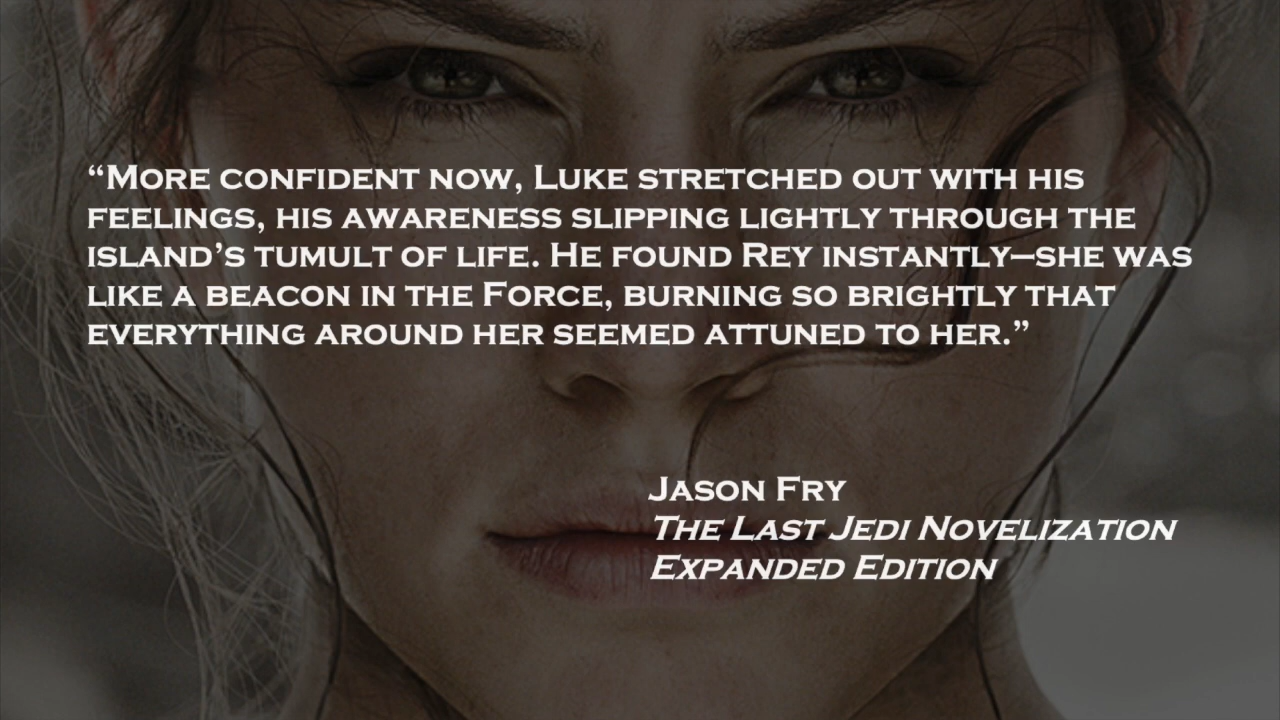 “More confident now, Luke stretched out with his
feelings, his awareness slipping lightly through the
island’s tumult of life. He found Rey instantly—she was
like a beacon in the Force, burning so brightly that
everything around her seemed attuned to her.”
Jason Fry
The Last Jedi Novelization
Expanded Edition